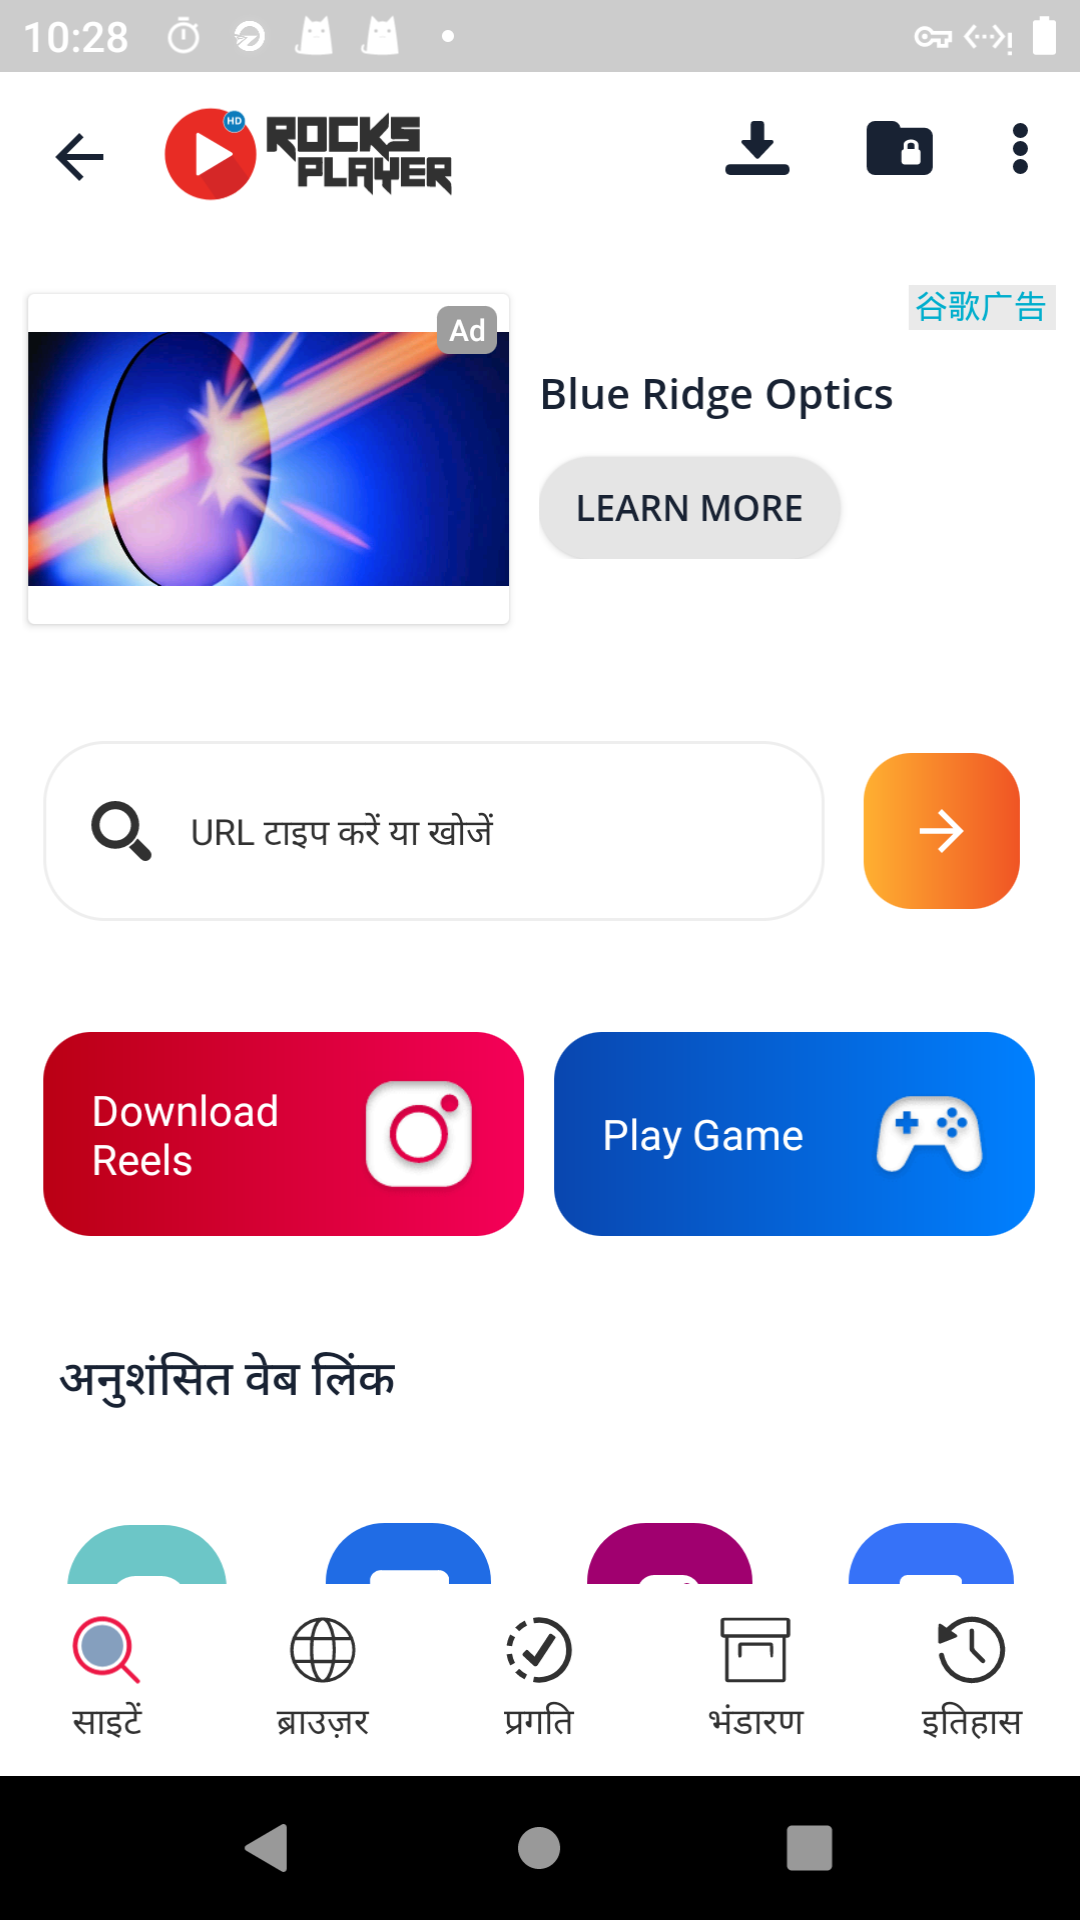 10:28
HD
ROCKS
PLAYER
Ad
谷歌广告
Blue Ridge Optics
LEARN MORE
URL टाइप करें या खोजें
Download
Reels
Play Game
अनुशंसित वेब लिंक
साइटें
ब्राउज़र
प्रगति
भंडारण
इतिहास